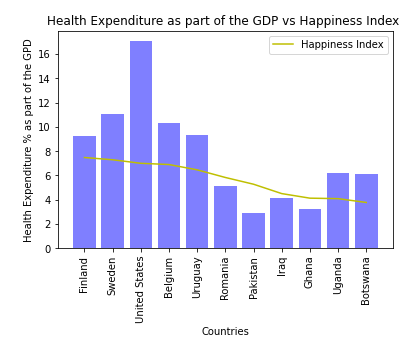 Health Expenditure as part of the GDP vs Happiness Index
Happiness Index
Health Expenditure % as part of the GPD
16
14
12
10
8
6
4
2
0
Finland
Sweden
United States
Belgium
Uruguay
Romania
Pakistan
Iraq
Ghana
Uganda
Botswana
Countries